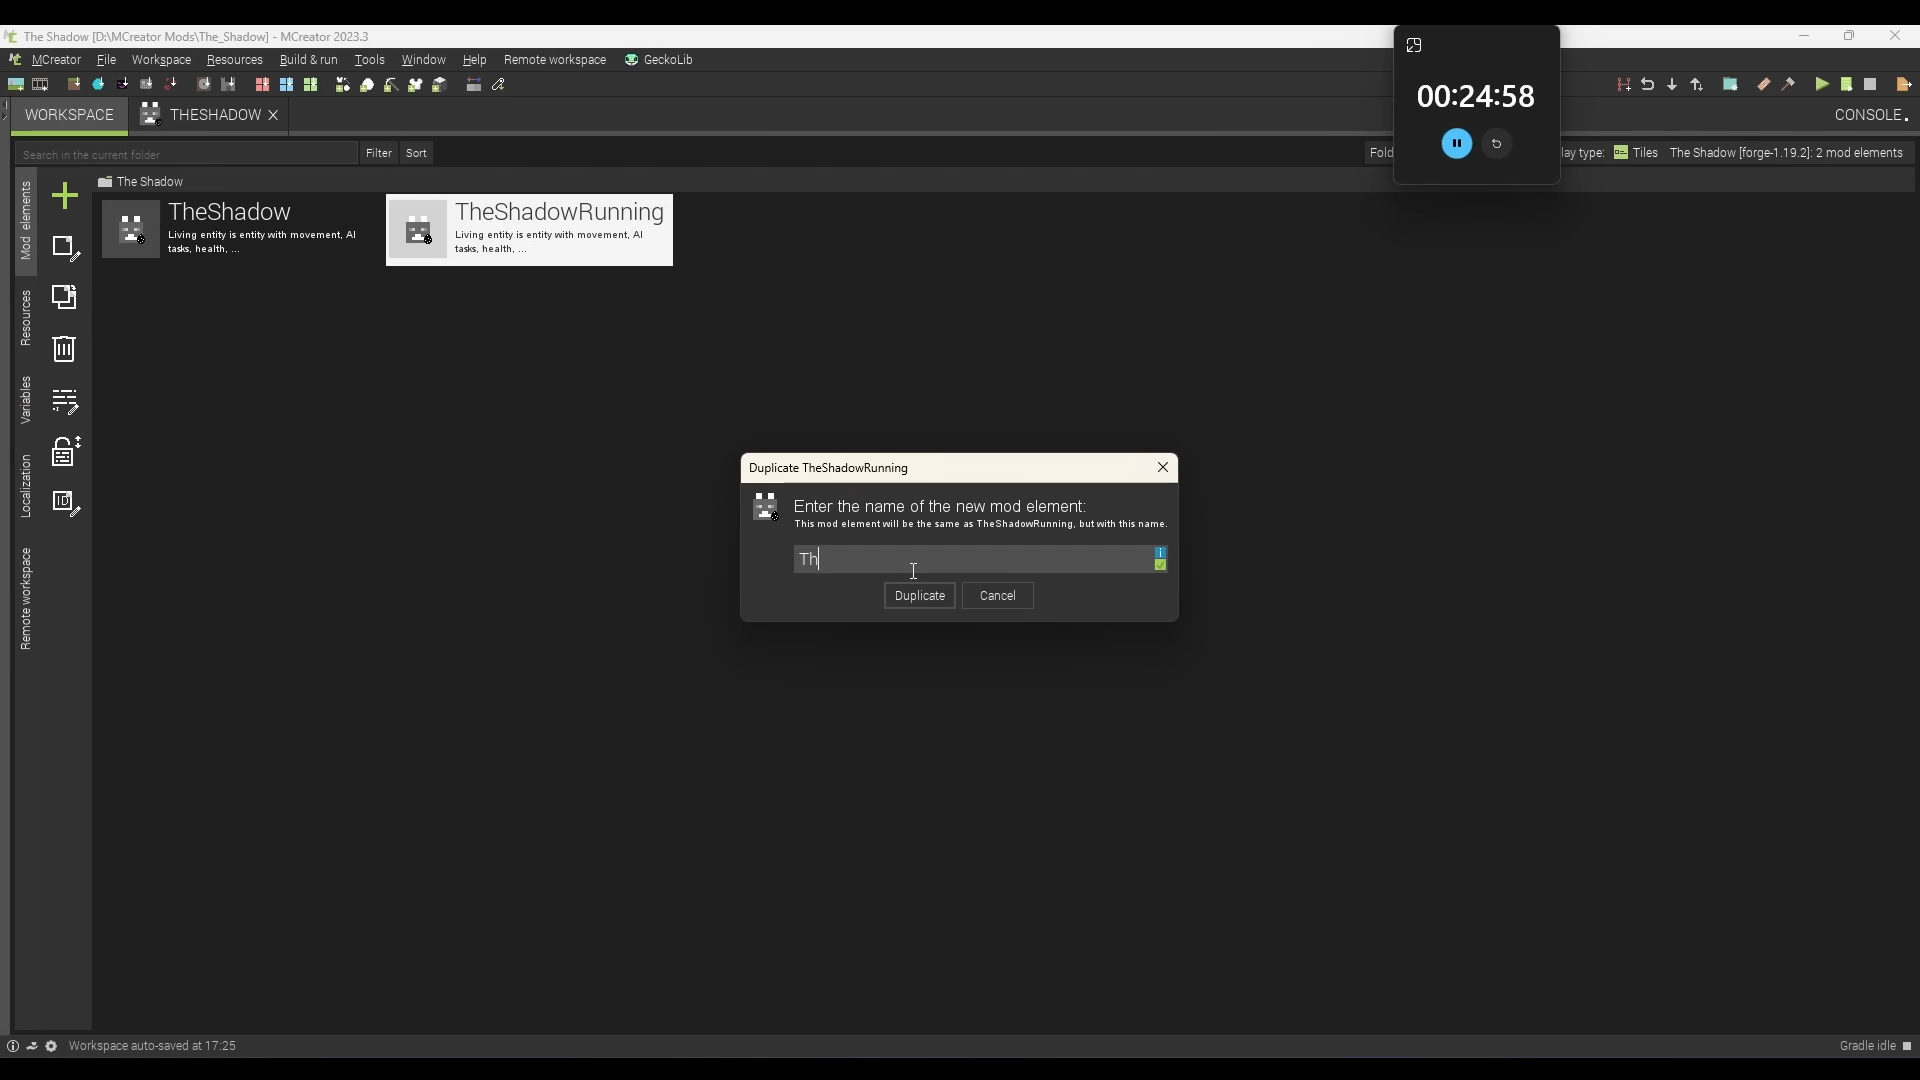 The Shadow [D:\MCreator Mods\The_Shadow] - MCreator 2023.3
MCreator File Workspace Resources Build & run Tools Window Help Remote workspace GeckoLib
00:24:58
WORKSPACE THESHADOW CONSOLE
Search in the current folder Filter Sort Fold lay type: Tiles The Shadow [forge-1.19.2]: 2 mod elements
The Shadow
Mod elements
Resources
Variables
Localization
Remote workspace
ID
TheShadow
Living entity is entity with movement, AI
tasks, health, ...
TheShadowRunning
Living entity is entity with movement, AI
tasks, health, ...
Duplicate TheShadowRunning
Enter the name of the new mod element:
This mod element will be the same as TheShadowRunning, but with this name.
Th
Duplicate Cancel
Workspace auto-saved at 17:25 Gradle idle